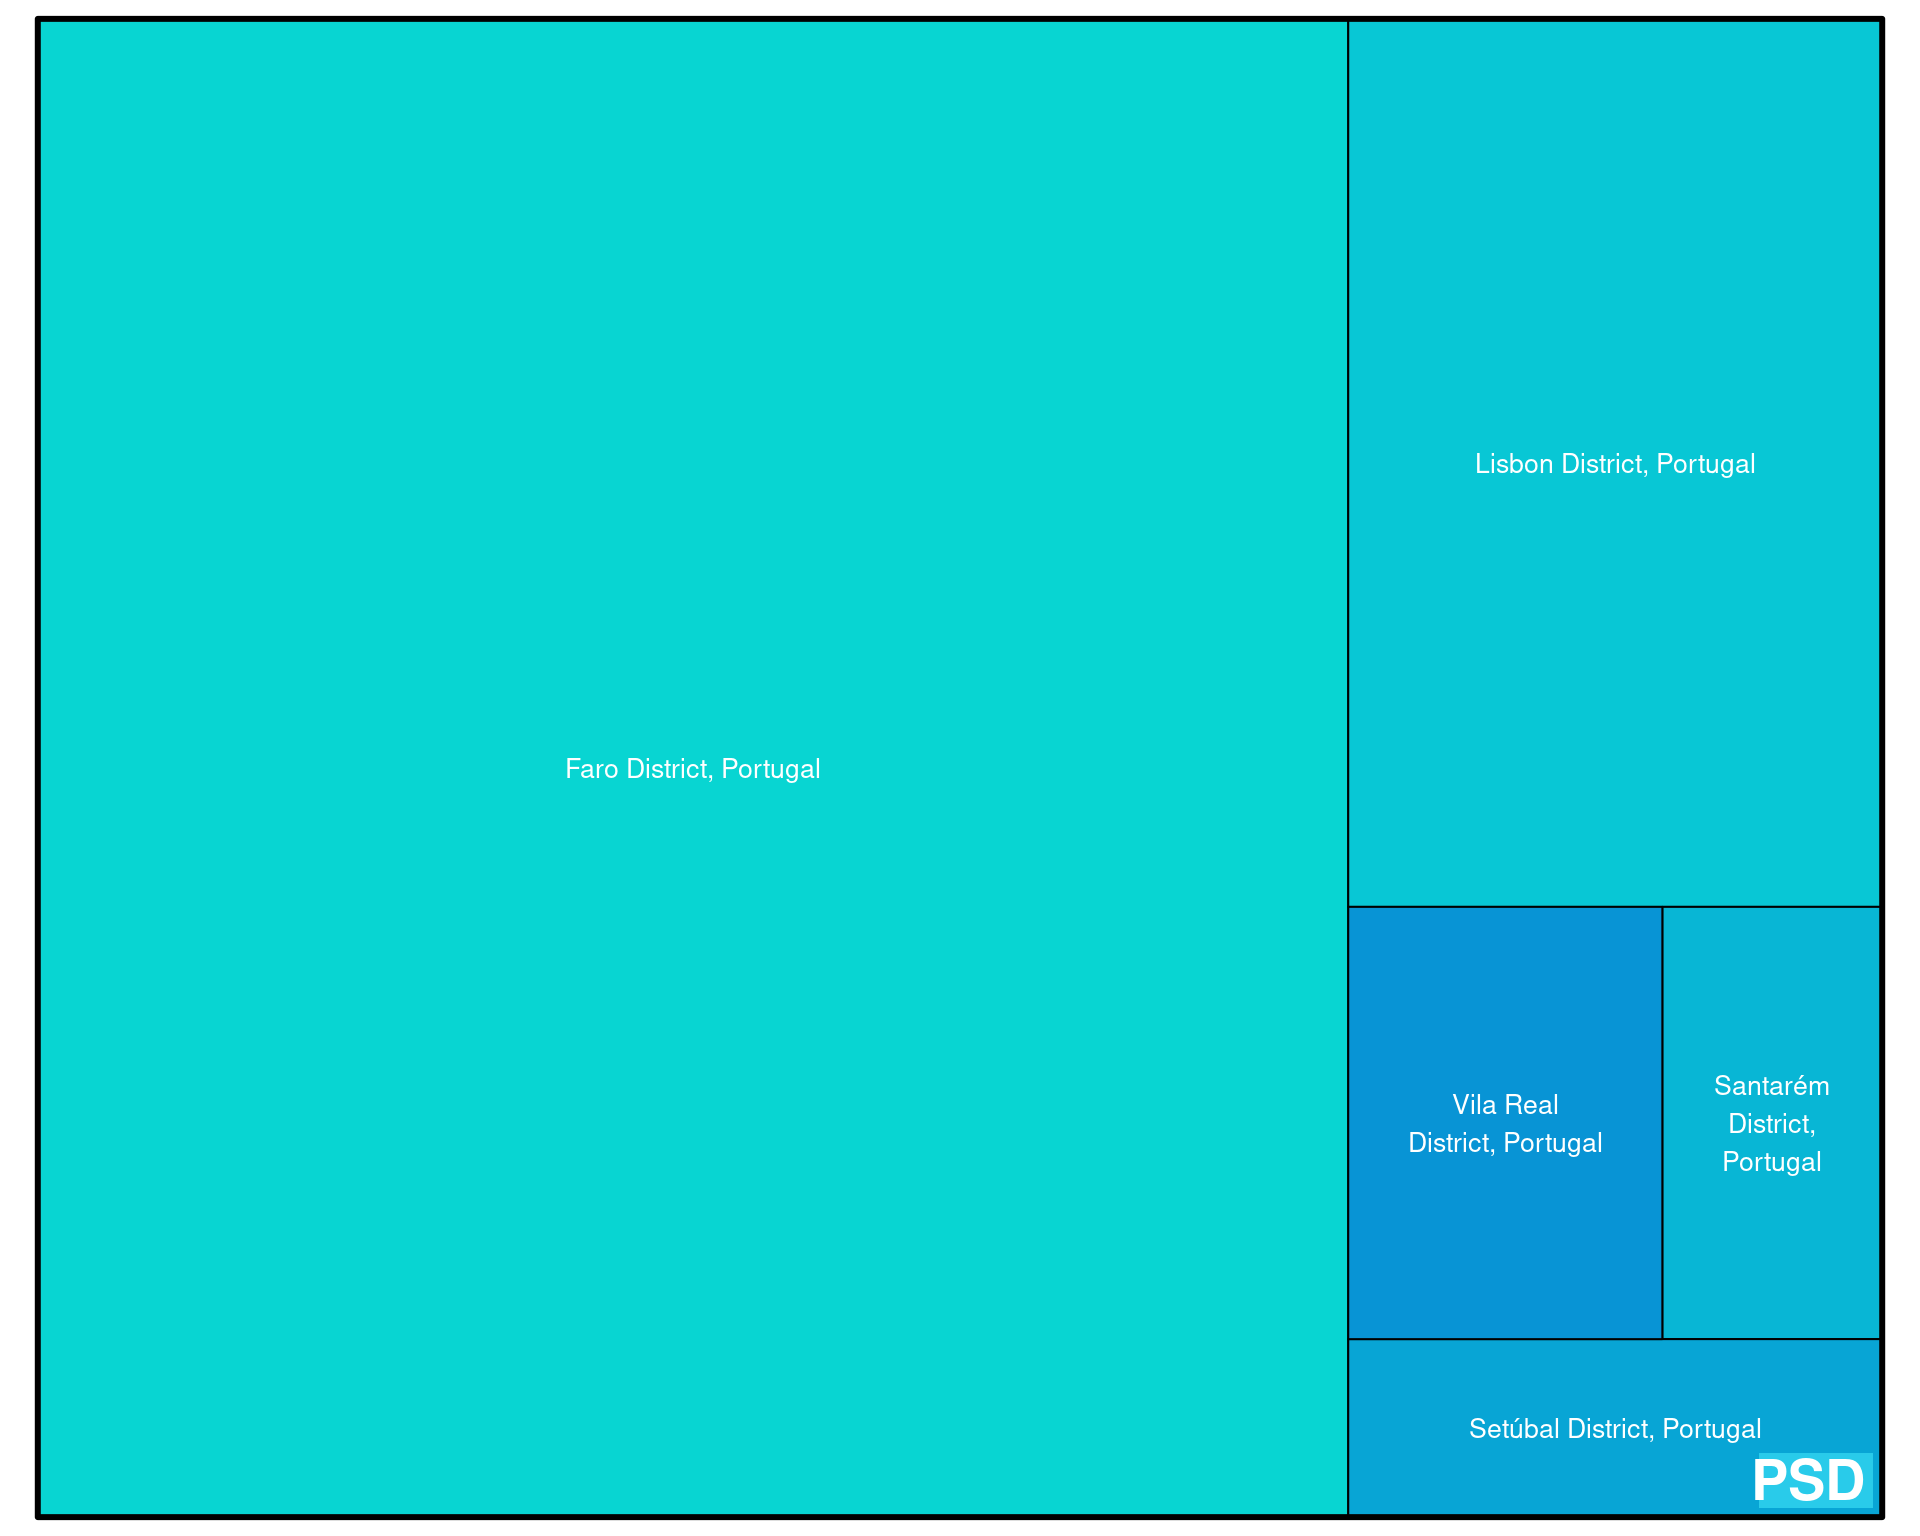 Faro District, Portugal
Lisbon District, Portugal
Vila Real
District, Portugal
Santarém
District,
Portugal
Setúbal District, Portugal
PSD